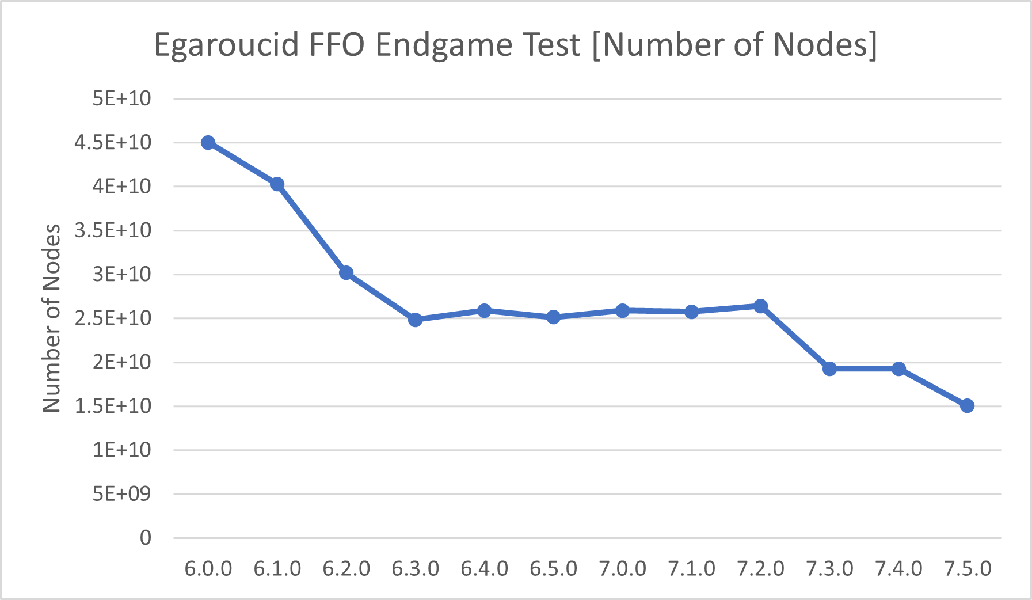 Egaroucid FFO Endgame Test [Number of Nodes]
5E+10
4.5E+10
4E+10
3.5E+10
3E+10
2.5E+10
2E+10
1.5E+10
1E+10
5E+09
0
Number of Nodes
6.0.0 6.1.0 6.2.0 6.3.0 6.4.0 6.5.0 7.0.0 7.1.0 7.2.0 7.3.0 7.4.0 7.5.0